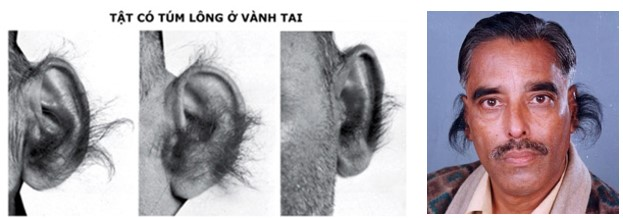 TẬT CÓ TÚM LÔNG Ở VÀNH TAI